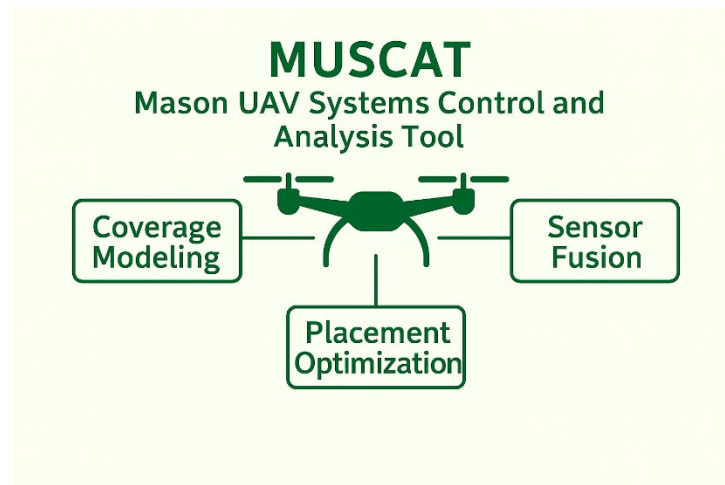 MUSCAT
Mason UAV Systems Control and
Analysis Tool
Coverage
Modeling
Sensor
Fusion
Placement
Optimization